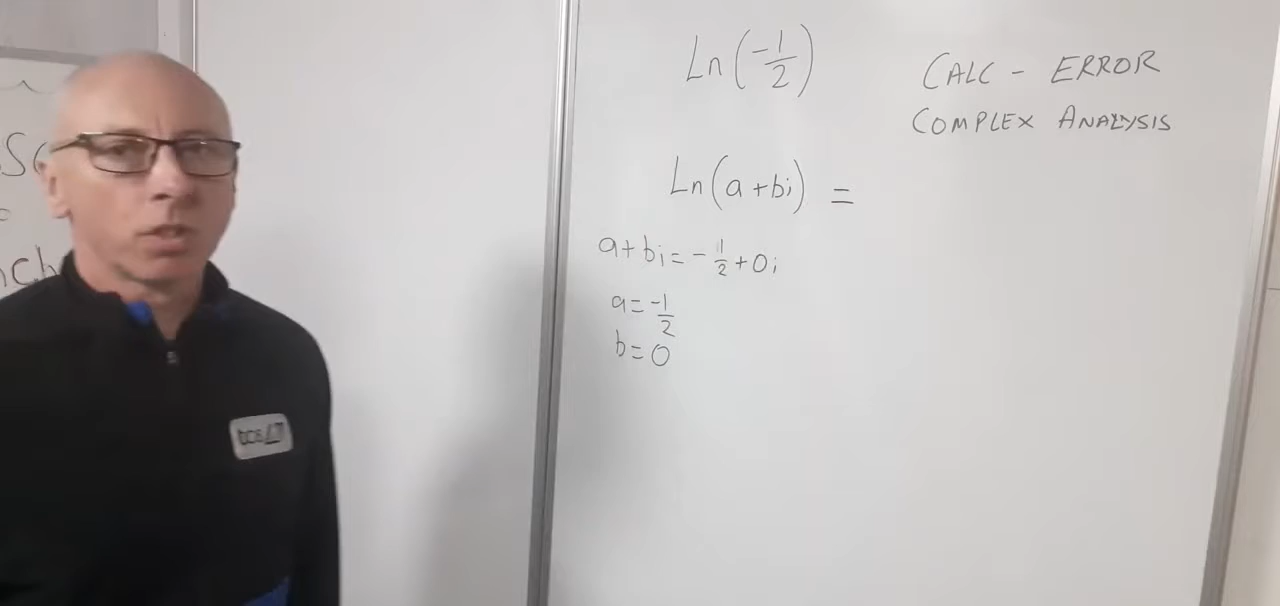 Ln(-1/2)
CALC - ERROR
COMPLEX ANALYSIS
Ln(a+bi) =
a+bi=-1/2+0i
a=-1/2
b=0